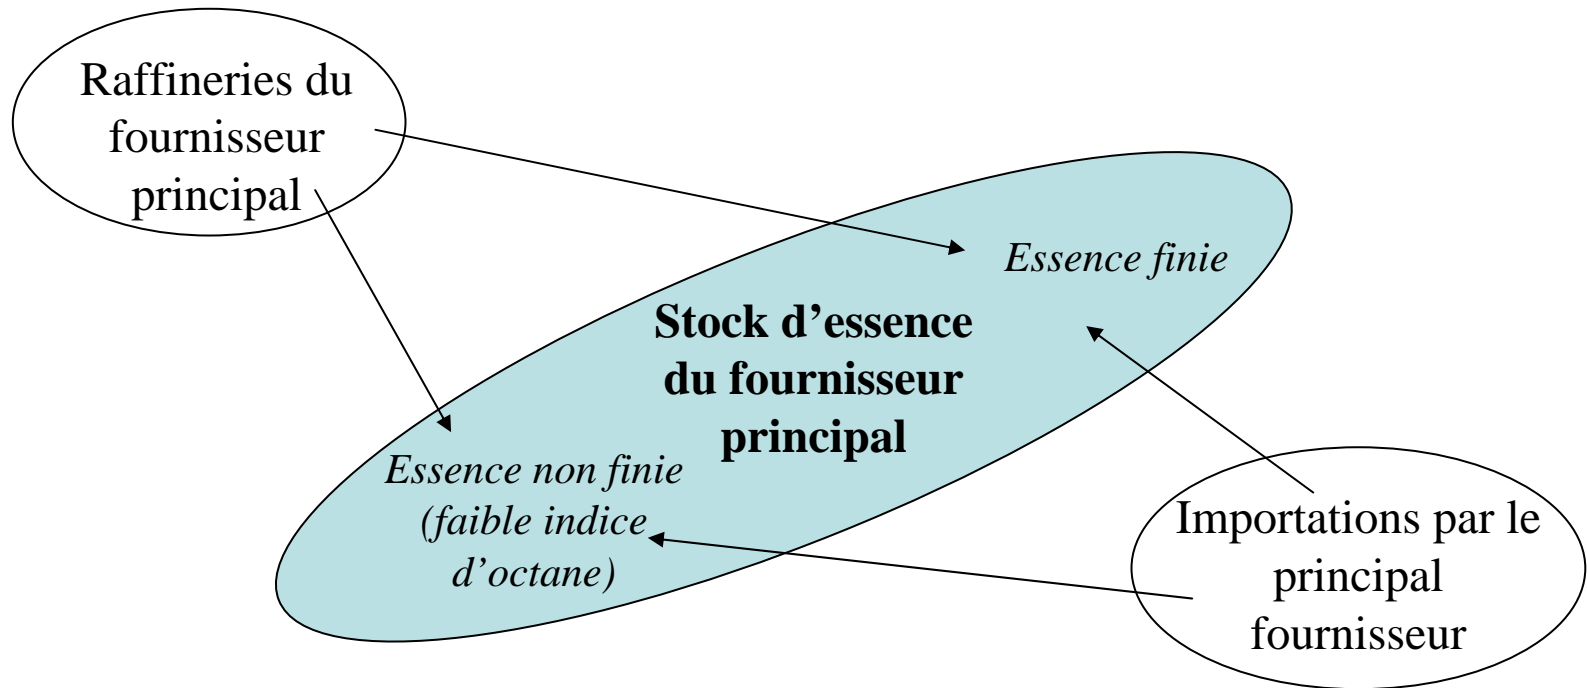 Raffineries du
fournisseur
principal
Essence finie
Stock d’essence
du fournisseur
principal
Essence non finie
(faible indice
d’octane)
Importations par le
principal
fournisseur